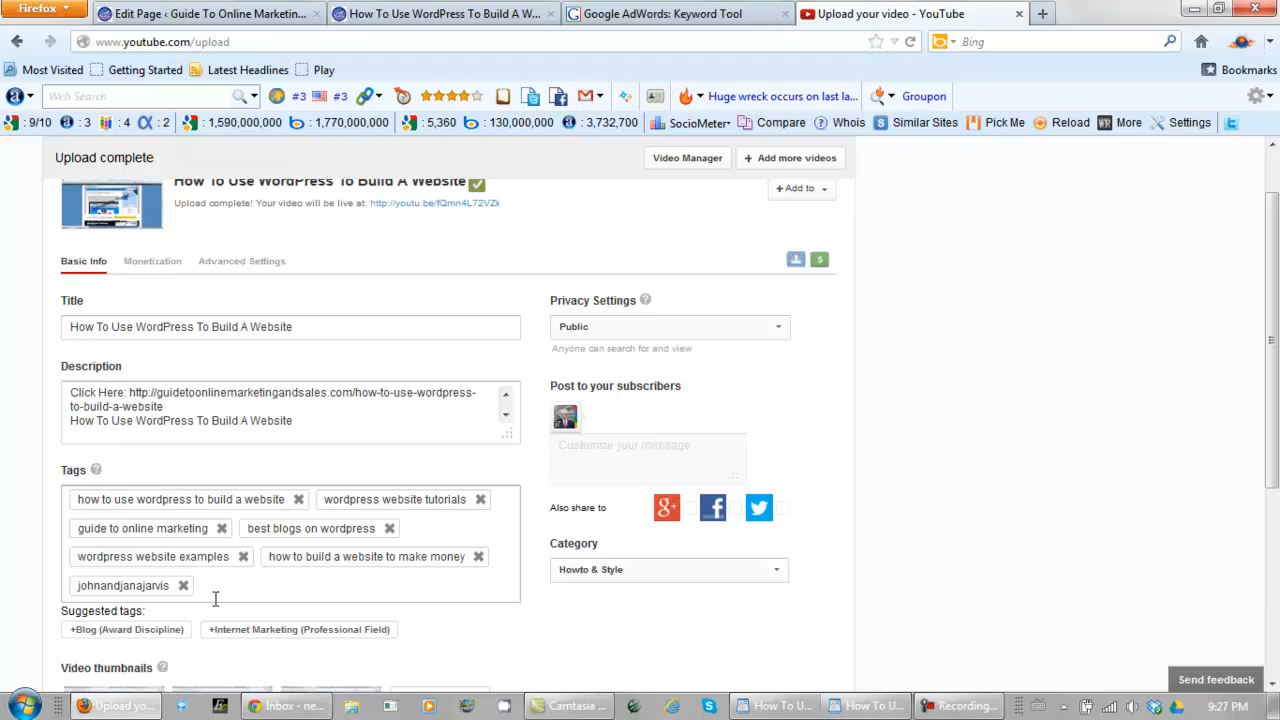 Firefox
Edit Page ‹ Guide To Online Marketin...
How To Use WordPress To Build A W...
Google AdWords: Keyword Tool
Upload your video - YouTube
www.youtube.com/upload
Bing
Most Visited
Getting Started
Latest Headlines
Play
Bookmarks
Web Search
#3
#3
Huge wreck occurs on last la...
Groupon
: 9/10
: 3
: 4
: 2
: 1,590,000,000
: 1,770,000,000
: 5,360
: 130,000,000
: 3,732,700
SocioMeter
Compare
Whois
Similar Sites
Pick Me
Reload
More
Settings
Upload complete
Video Manager
+ Add more videos
How To Use WordPress To Build A Website
Upload complete! Your video will be live at: http://youtu.be/fQmn4L72VZk
+ Add to
Basic Info
Monetization
Advanced Settings
Title
Privacy Settings
How To Use WordPress To Build A Website
Public
Anyone can search for and view
Description
Post to your subscribers
Click Here: http://guidetoonlinemarketingandsales.com/how-to-use-wordpress-
to-build-a-website
How To Use WordPress To Build A Website
Customize your message
Tags
how to use wordpress to build a website
wordpress website tutorials
Also share to
guide to online marketing
best blogs on wordpress
Category
wordpress website examples
how to build a website to make money
Howto & Style
johnandjanajarvis
Suggested tags:
+Blog (Award Discipline)
+Internet Marketing (Professional Field)
Video thumbnails
Send feedback
Upload yo...
Inbox - ne...
Camtasia ...
How To U...
How To U...
Recording...
9:27 PM